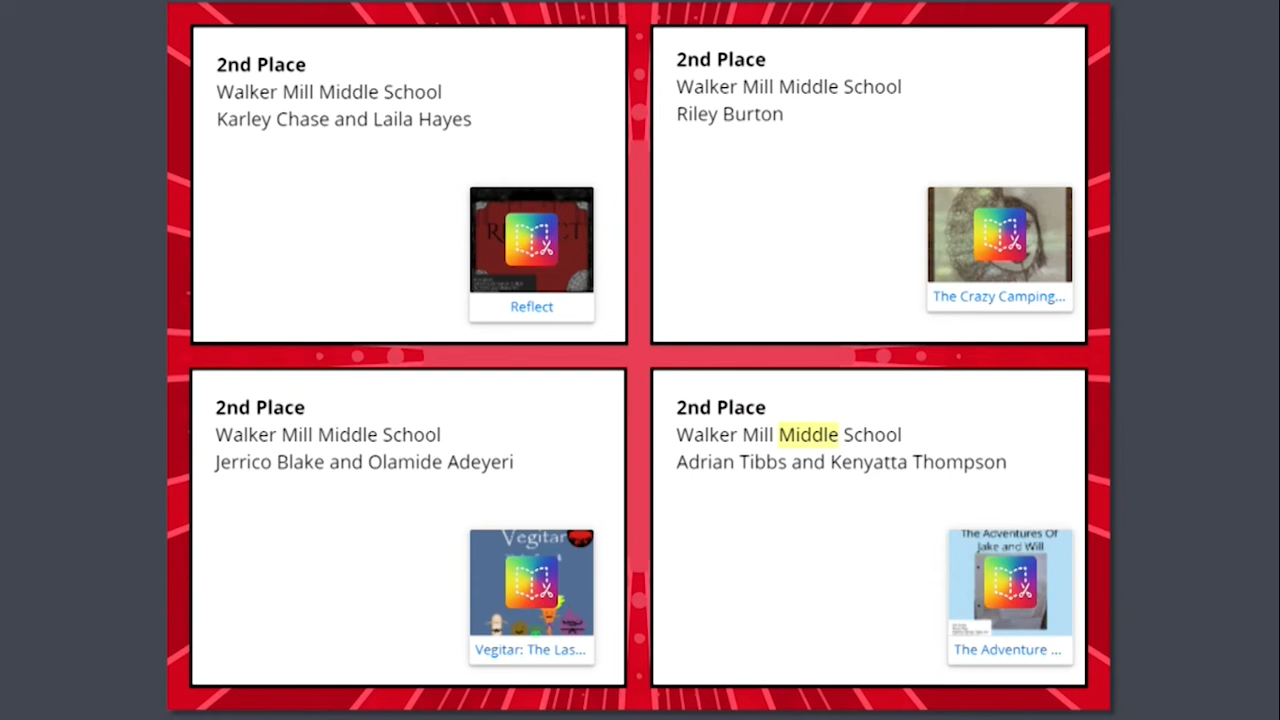 2nd Place
Walker Mill Middle School
Karley Chase and Laila Hayes
Reflect
2nd Place
Walker Mill Middle School
Riley Burton
The Crazy Camping...
2nd Place
Walker Mill Middle School
Jerrico Blake and Olamide Adeyeri
Vegitar
Vegitar: The Las...
2nd Place
Walker Mill Middle School
Adrian Tibbs and Kenyatta Thompson
The Adventures Of
Jake and Will
The Adventure ...